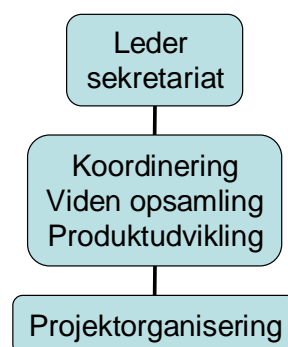 Leder
sekretariat
Koordinering
Viden opsamling
Produktudvikling
Projektorganisering